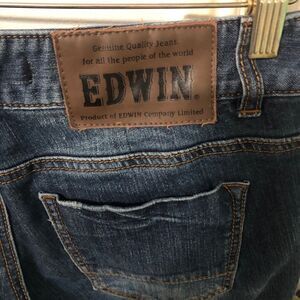 Genuine Quality Jeans
for all the people of the world
EDWIN.
Product of EDWIN Company Limited